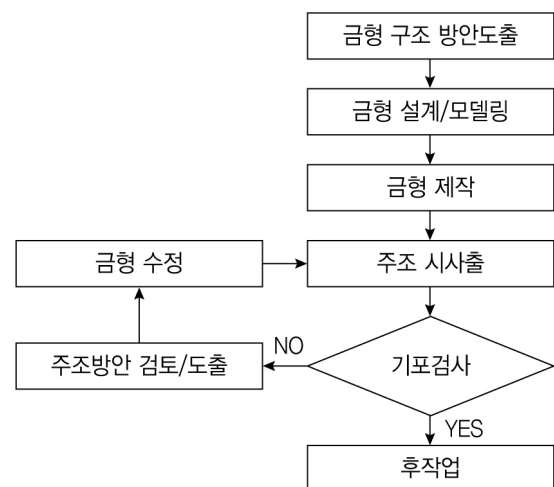 금형 구조 방안도출
금형 설계/모델링
금형 제작
금형 수정
주조 시사출
주조방안 검토/도출
NO
기포검사
YES
후작업